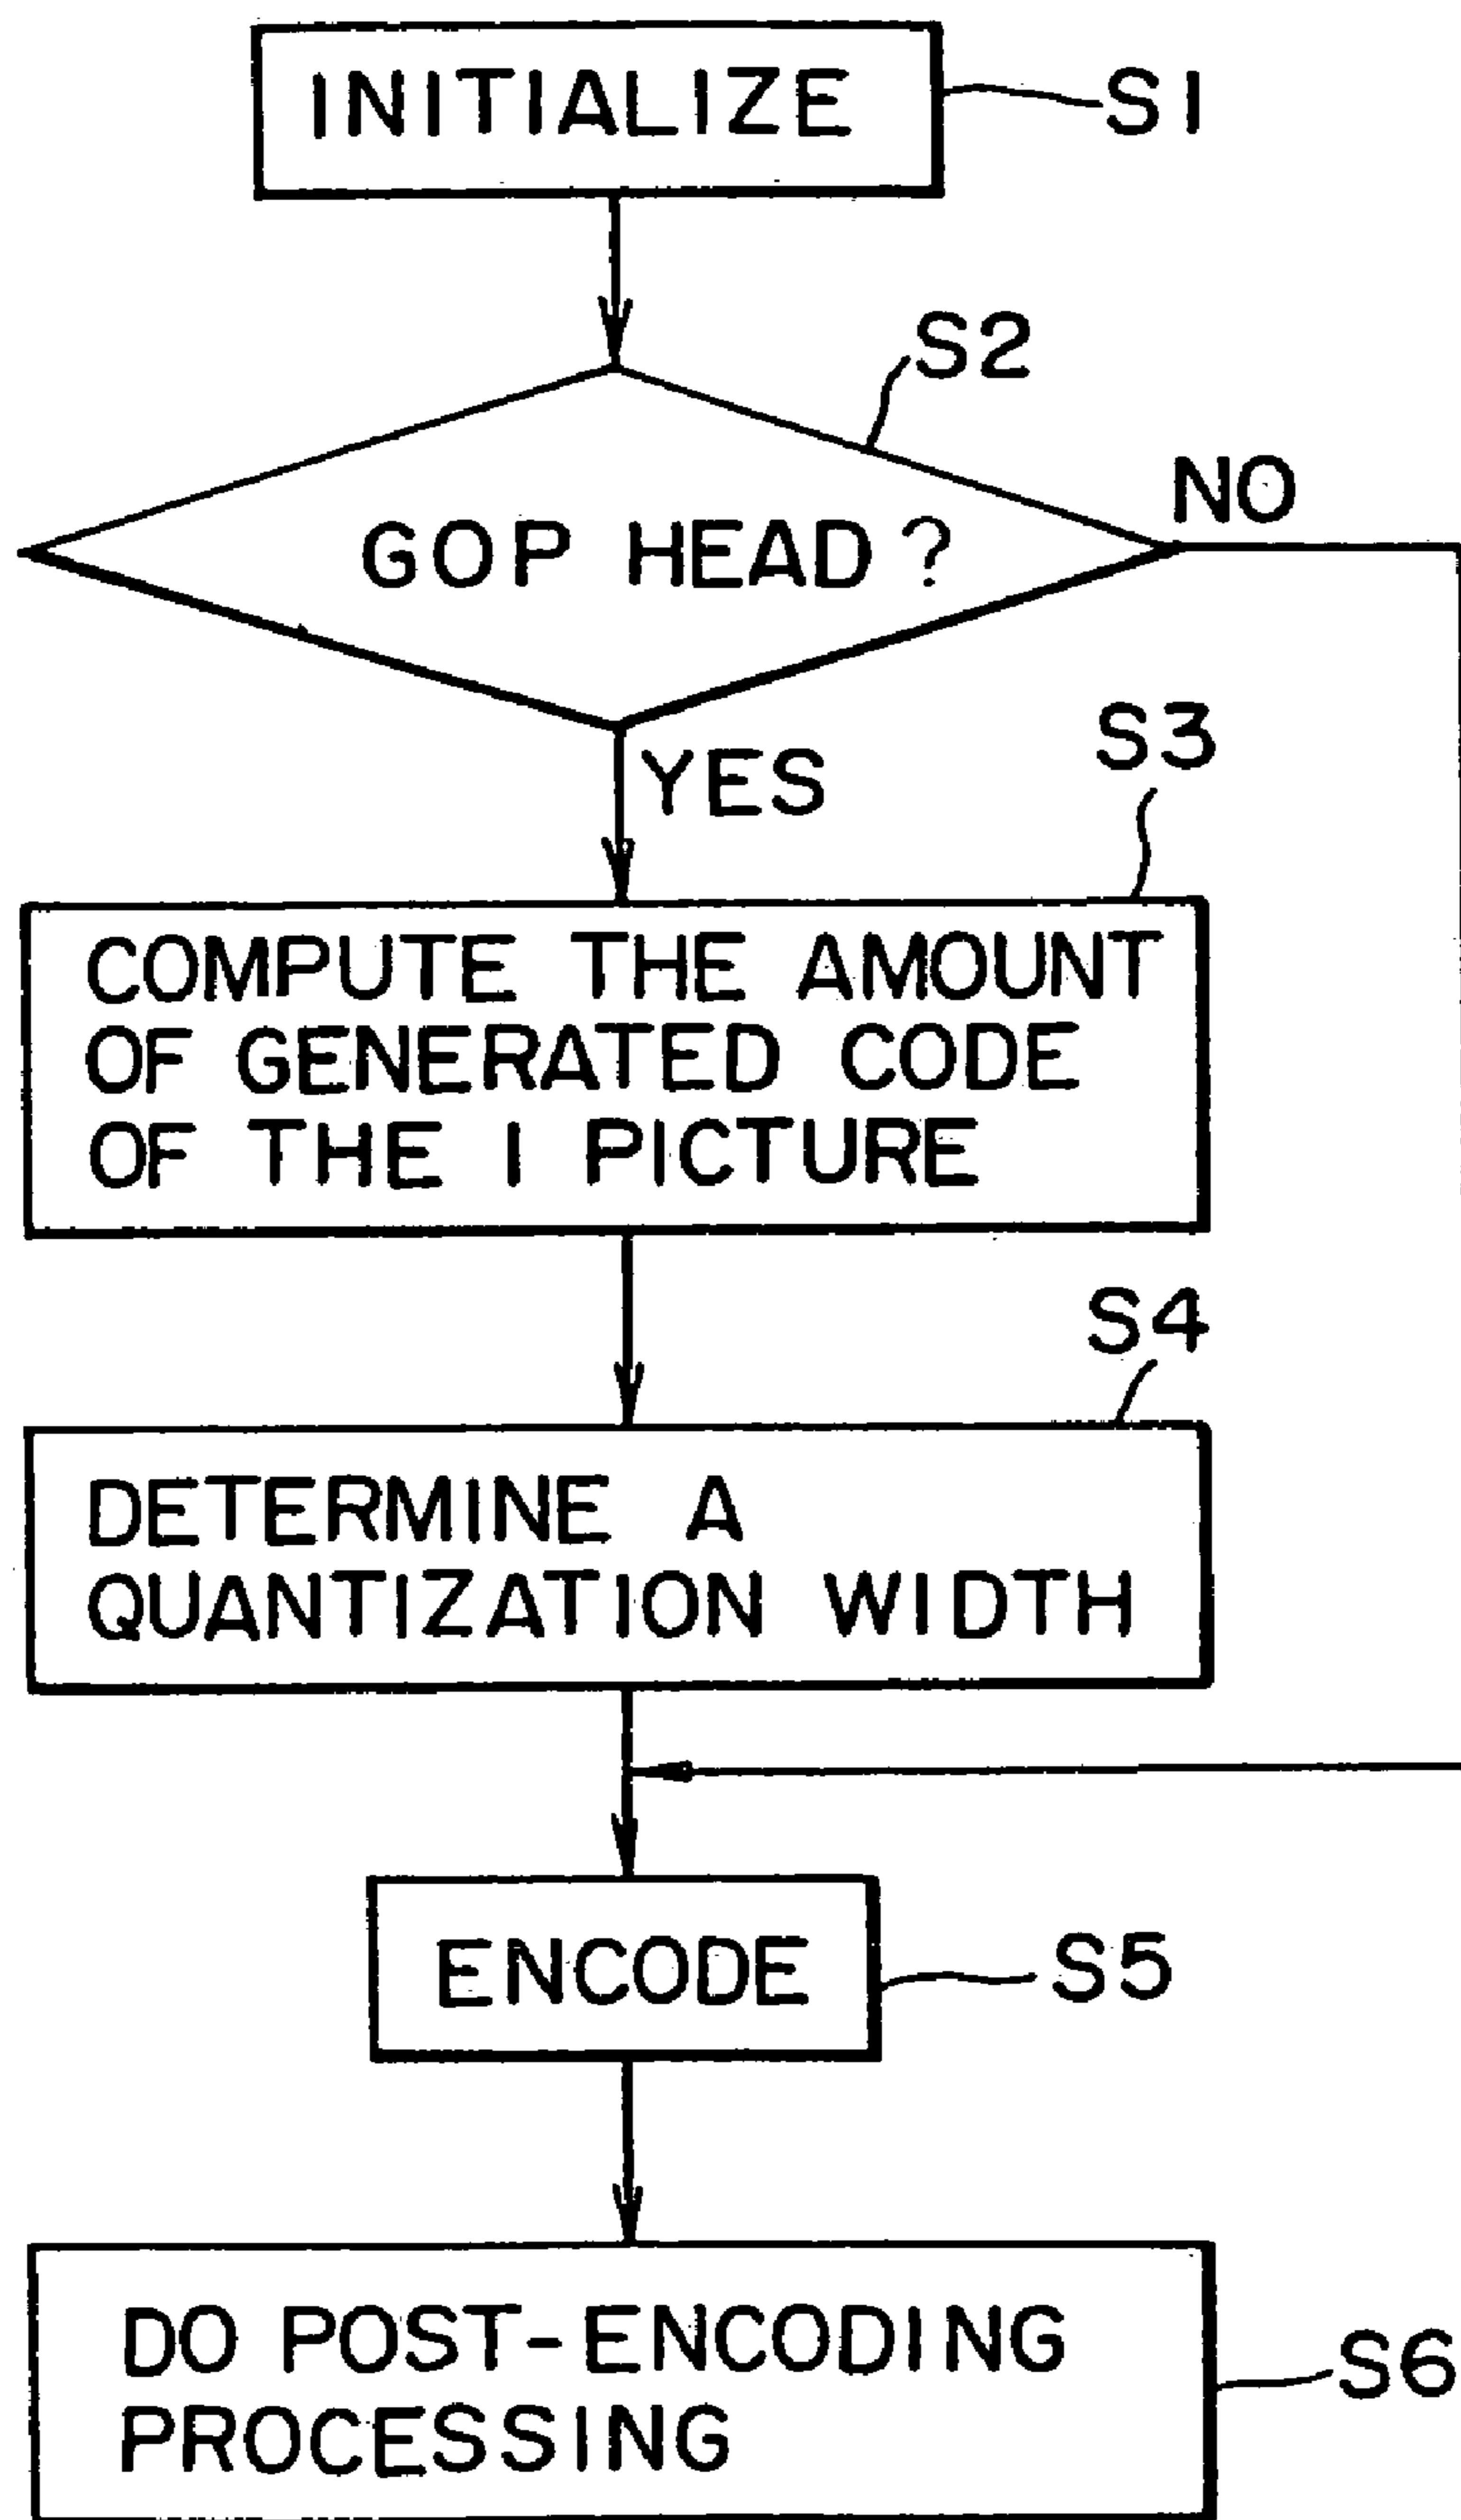 INITIALIZE
S1
S2
GOP HEAD ?
NO
YES
S3
COMPUTE THE AMOUNT
OF GENERATED CODE
OF THE I PICTURE
S4
DETERMINE A
QUANTIZATION WIDTH
ENCODE
S5
DO POST-ENCODING
PROCESSING
S6